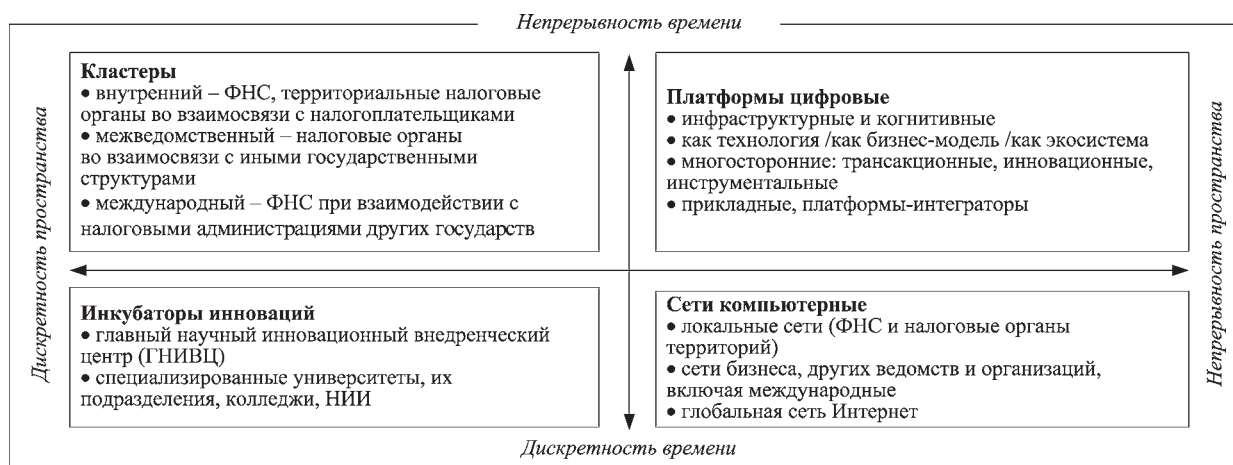 Непрерывность времени
Дискретность пространства
Кластеры
• внутренний – ФНС, территориальные налоговые
органы во взаимосвязи с налогоплательщиками
• межведомственный – налоговые органы
во взаимосвязи с иными государственными
структурами
• международный – ФНС при взаимодействии с
налоговыми администрациями других государств
Платформы цифровые
• инфраструктурные и когнитивные
• как технология /как бизнес-модель /как экосистема
• многосторонние: трансакционные, инновационные,
инструментальные
• прикладные, платформы-интеграторы
Непрерывность пространства
Инкубаторы инноваций
• главный научный инновационный внедренческий
центр (ГНИВЦ)
• специализированные университеты, их
подразделения, колледжи, НИИ
Сети компьютерные
• локальные сети (ФНС и налоговые органы
территорий)
• сети бизнеса, других ведомств и организаций,
включая международные
• глобальная сеть Интернет
Дискретность времени